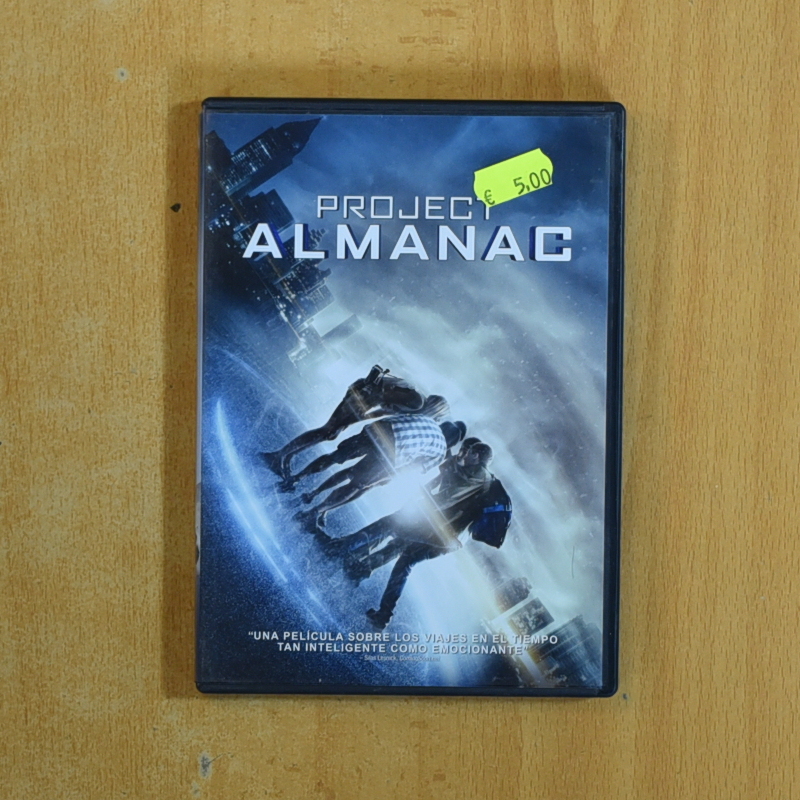 € 5,00
PROJECT
ALMANAC
"UNA PELÍCULA SOBRE LOS VIAJES EN EL TIEMPO
TAN INTELIGENTE COMO EMOCIONANTE"